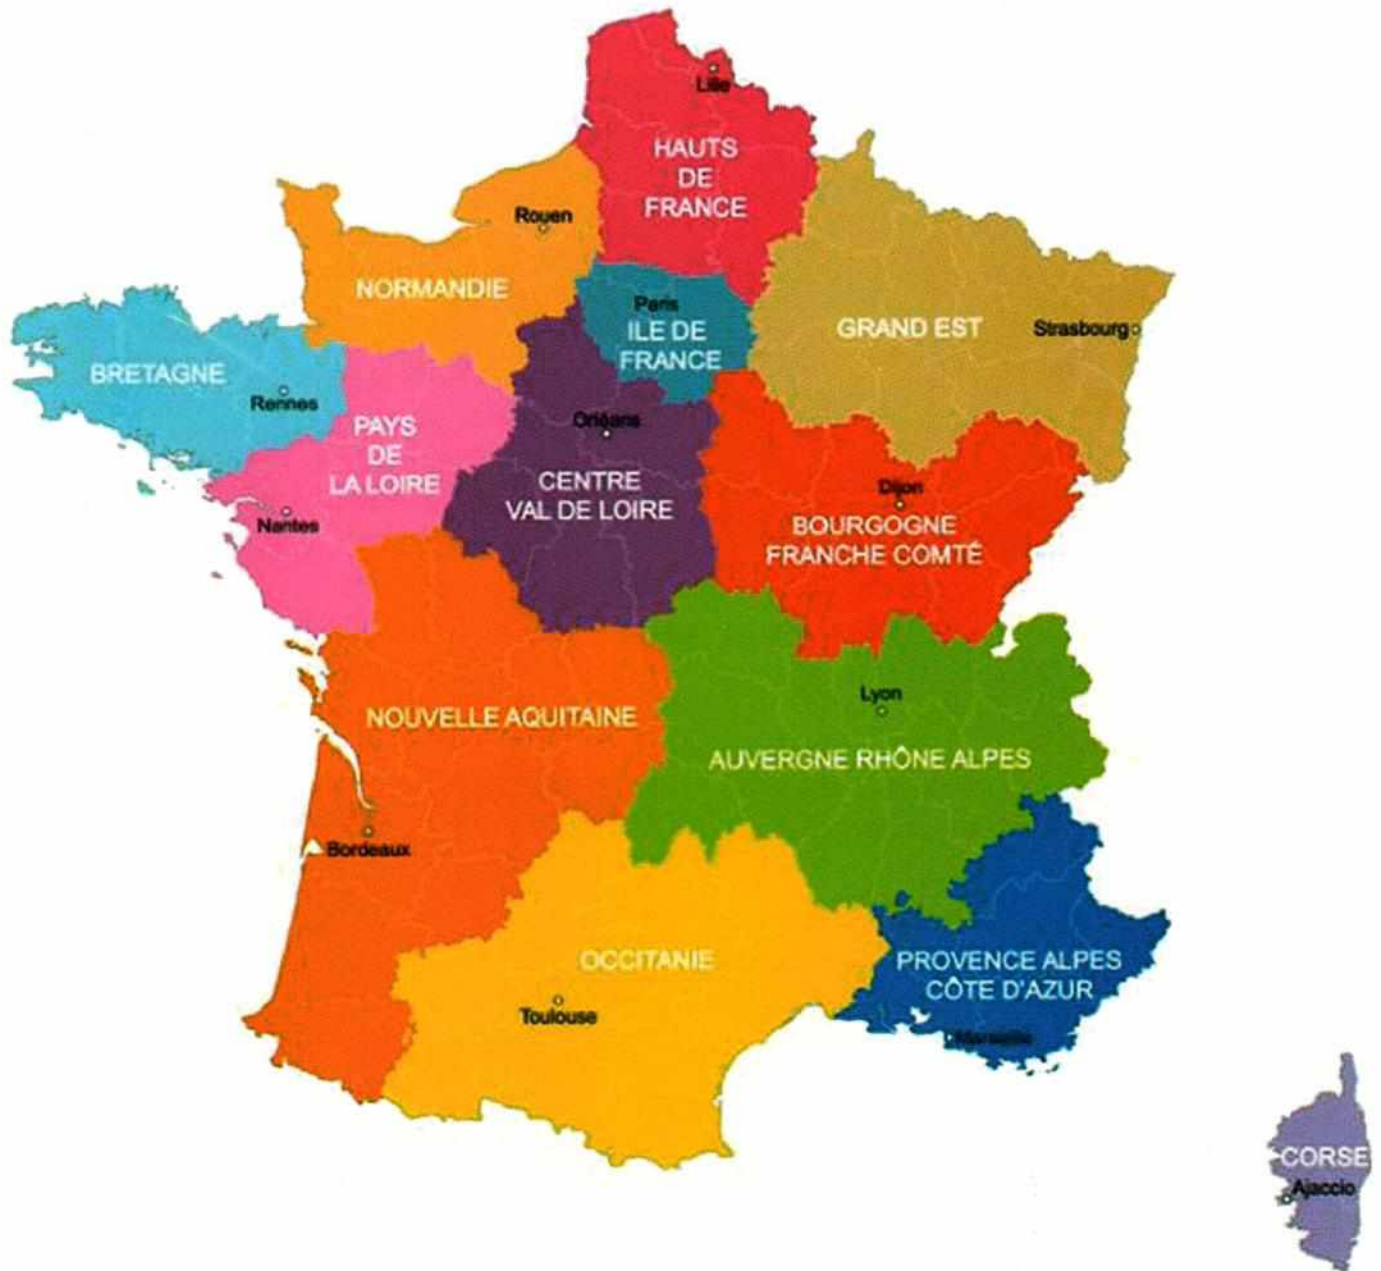 Lille
HAUTS
DE
FRANCE
Rouen
NORMANDIE
Paris
ILE DE
FRANCE
GRAND EST
Strasbourg
BRETAGNE
Rennes
PAYS
DE
LA LOIRE
Nantes
Orléans
CENTRE
VAL DE LOIRE
Dijon
BOURGOGNE
FRANCHE COMTÉ
NOUVELLE AQUITAINE
Bordeaux
Lyon
AUVERGNE RHÔNE ALPES
OCCITANIE
Toulouse
PROVENCE ALPES
CÔTE D'AZUR
Marseille
CORSE
Ajaccio